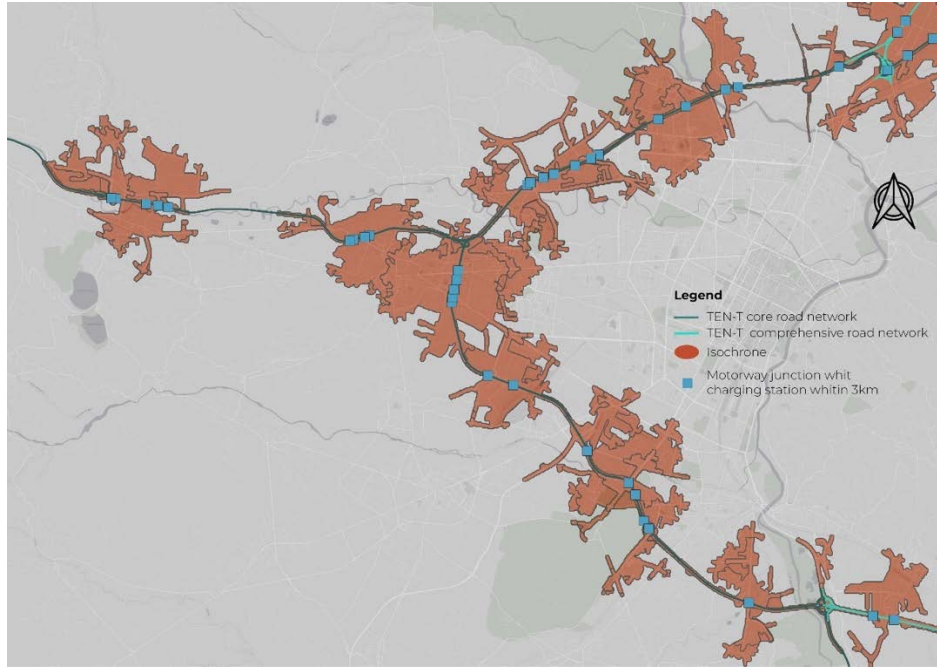 Legend
TEN-T core road network
TEN-T comprehensive road network
Isochrone
Motorway junction whit
charging station whitin 3km